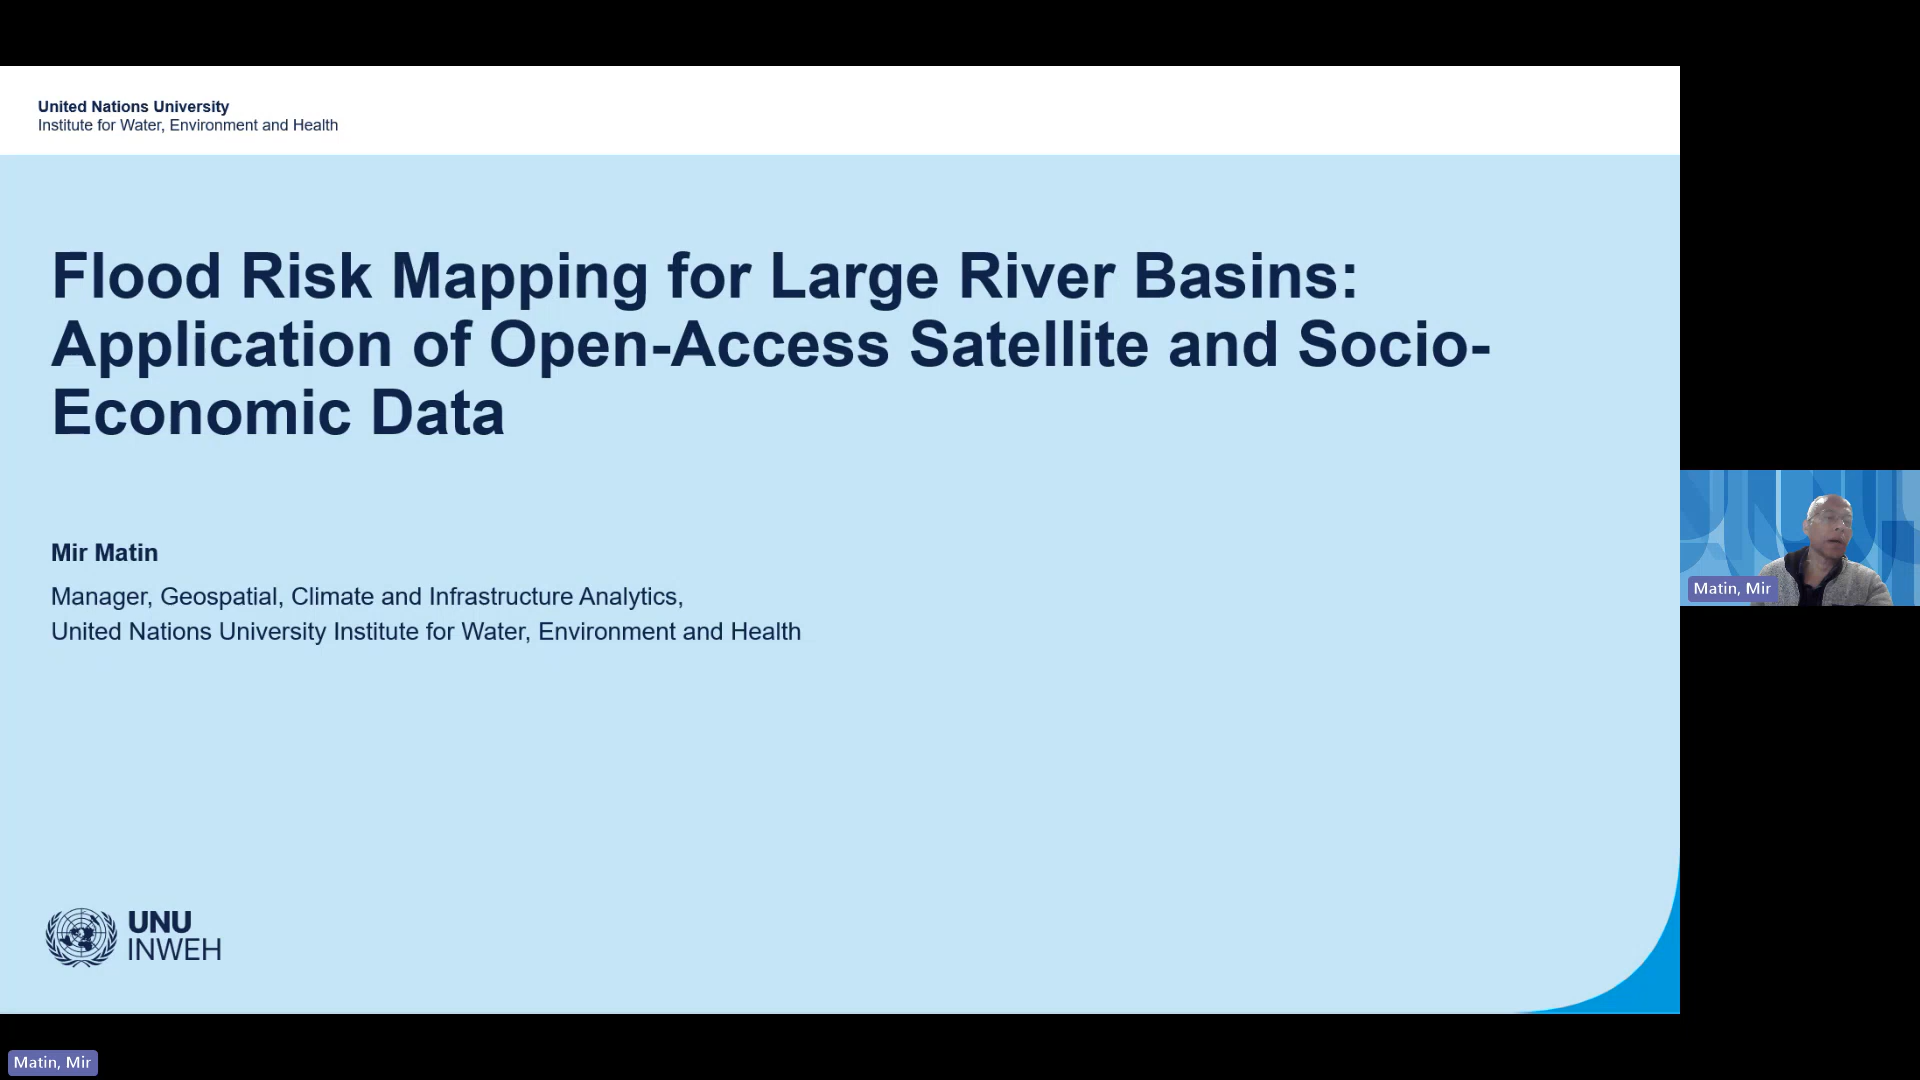 United Nations University
Institute for Water, Environment and Health
Flood Risk Mapping for Large River Basins:
Application of Open-Access Satellite and Socio-
Economic Data
Mir Matin
Manager, Geospatial, Climate and Infrastructure Analytics,
United Nations University Institute for Water, Environment and Health
UNU
INWEH
Matin, Mir
Matin, Mir